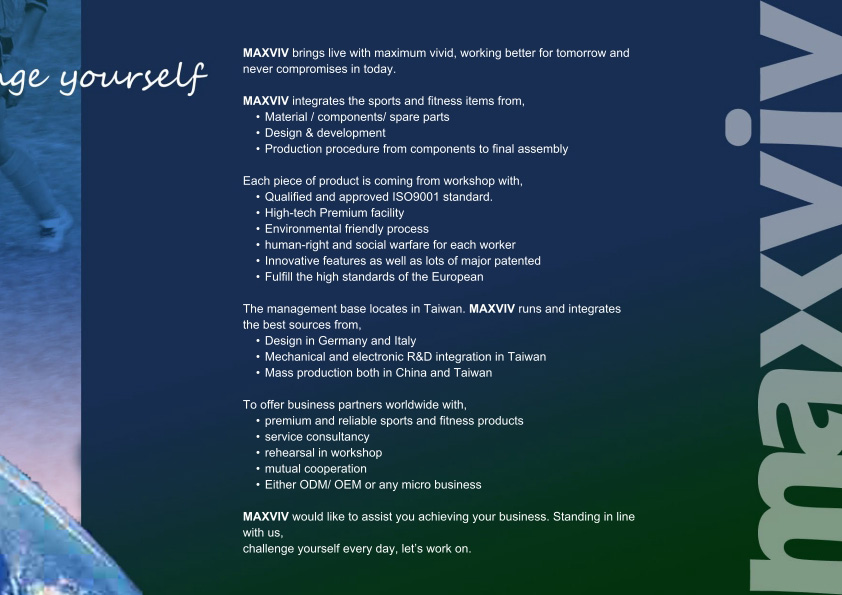 yourself
MAXVIV brings live with maximum vivid, working better for tomorrow and
never compromises in today.
MAXVIV integrates the sports and fitness items from,
• Material / components/ spare parts
• Design & development
• Production procedure from components to final assembly
Each piece of product is coming from workshop with,
• Qualified and approved ISO9001 standard.
• High-tech Premium facility
• Environmental friendly process
• human-right and social warfare for each worker
• Innovative features as well as lots of major patented
• Fulfill the high standards of the European
The management base locates in Taiwan. MAXVIV runs and integrates
the best sources from,
• Design in Germany and Italy
• Mechanical and electronic R&D integration in Taiwan
• Mass production both in China and Taiwan
To offer business partners worldwide with,
• premium and reliable sports and fitness products
• service consultancy
• rehearsal in workshop
• mutual cooperation
• Either ODM/ OEM or any micro business
MAXVIV would like to assist you achieving your business. Standing in line
with us,
challenge yourself every day, let’s work on.
maxviv